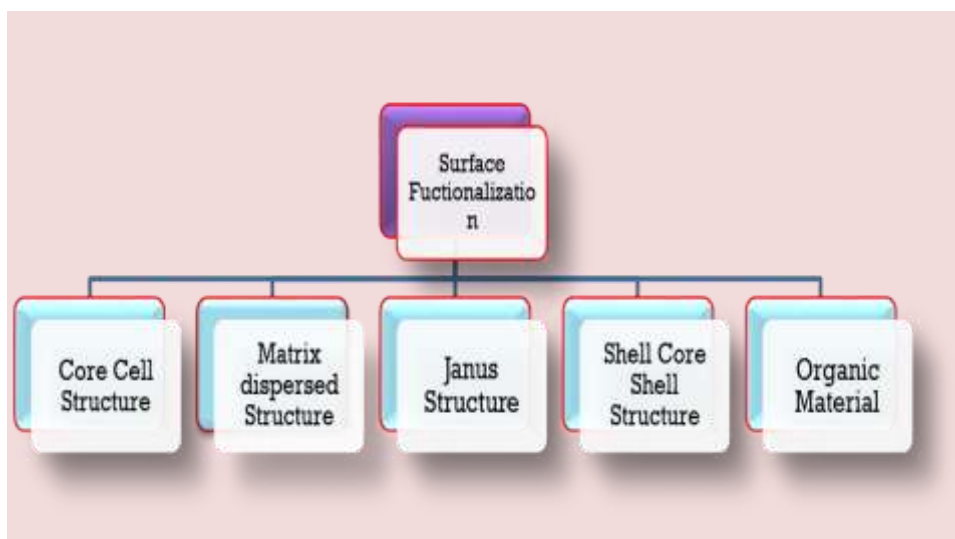 Surface
Fuctionalizatio
n
Core Cell
Structure
Matrix
dispersed
Structure
Janus
Structure
Shell Core
Shell
Structure
Organic
Material